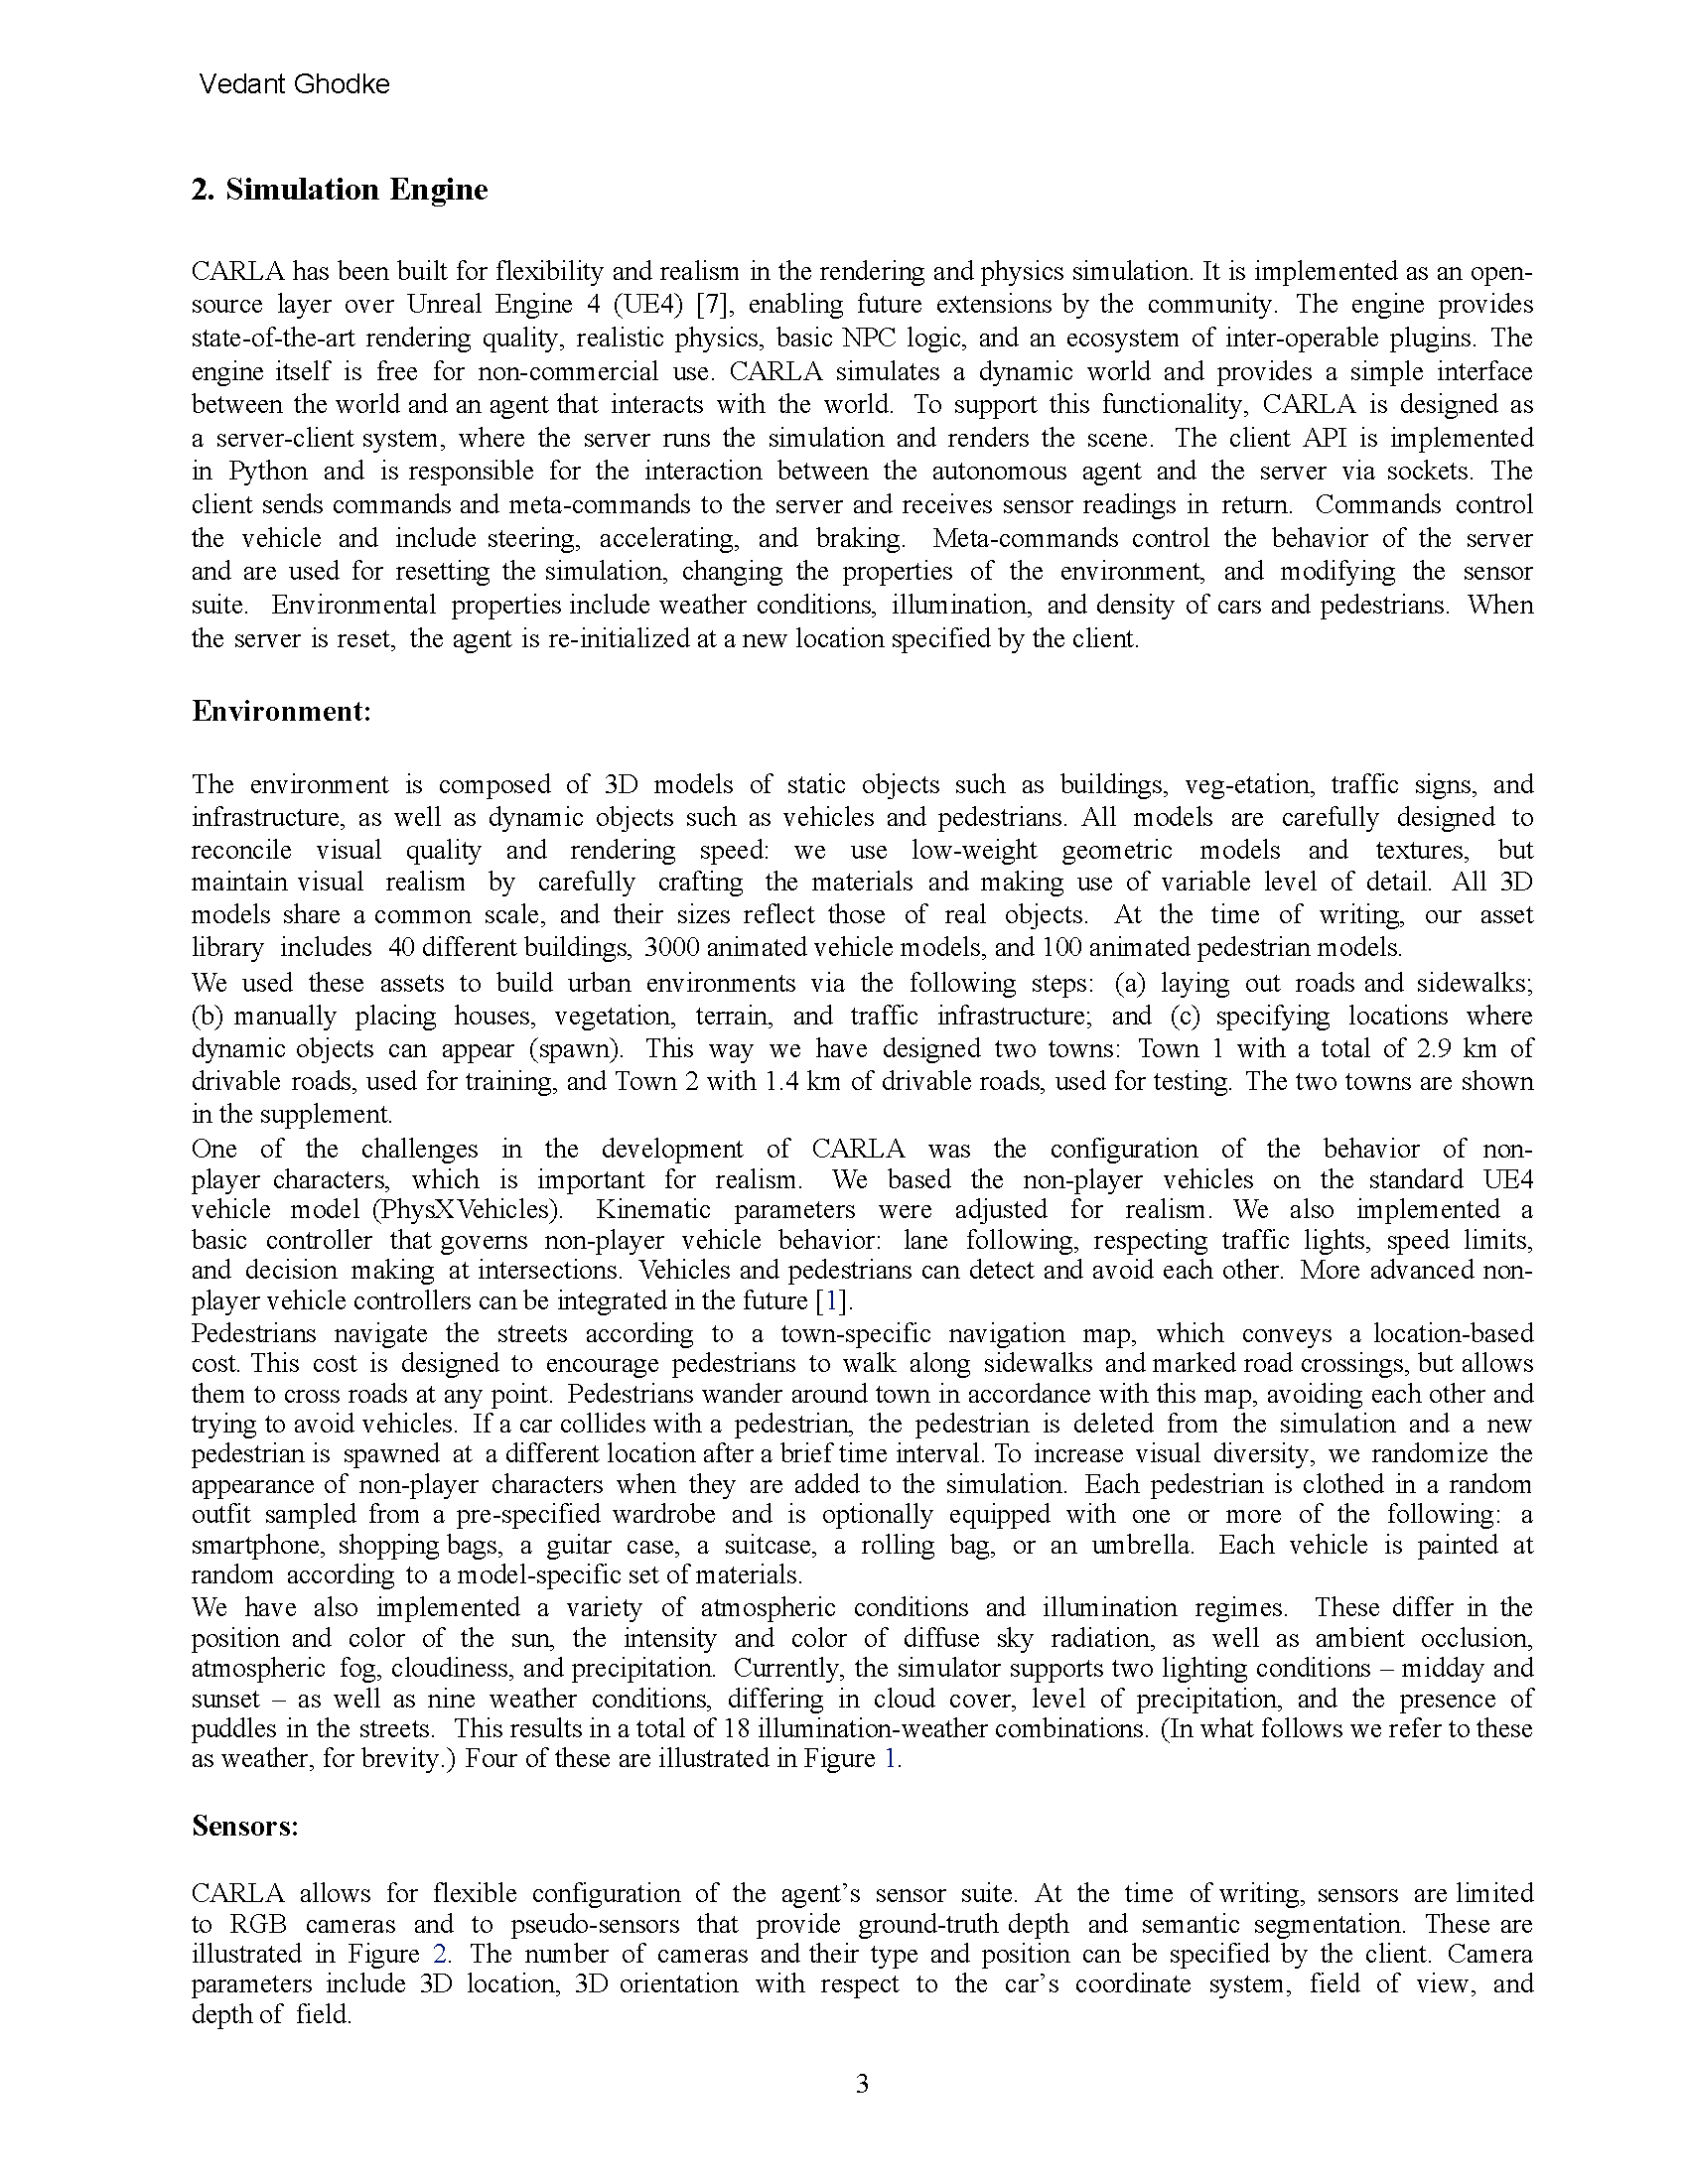 Vedant Ghodke
2. Simulation Engine
CARLA has been built for flexibility and realism in the rendering and physics simulation. It is implemented as an open-
source layer over Unreal Engine 4 (UE4) [7], enabling future extensions by the community. The engine provides
state-of-the-art rendering quality, realistic physics, basic NPC logic, and an ecosystem of inter-operable plugins. The
engine itself is free for non-commercial use. CARLA simulates a dynamic world and provides a simple interface
between the world and an agent that interacts with the world. To support this functionality, CARLA is designed as
a server-client system, where the server runs the simulation and renders the scene. The client API is implemented
in Python and is responsible for the interaction between the autonomous agent and the server via sockets. The
client sends commands and meta-commands to the server and receives sensor readings in return. Commands control
the vehicle and include steering, accelerating, and braking. Meta-commands control the behavior of the server
and are used for resetting the simulation, changing the properties of the environment, and modifying the sensor
suite. Environmental properties include weather conditions, illumination, and density of cars and pedestrians. When
the server is reset, the agent is re-initialized at a new location specified by the client.
Environment:
The environment is composed of 3D models of static objects such as buildings, veg-etation, traffic signs, and
infrastructure, as well as dynamic objects such as vehicles and pedestrians. All models are carefully designed to
reconcile visual quality and rendering speed: we use low-weight geometric models and textures, but
maintain visual realism by carefully crafting the materials and making use of variable level of detail. All 3D
models share a common scale, and their sizes reflect those of real objects. At the time of writing, our asset
library includes 40 different buildings, 3000 animated vehicle models, and 100 animated pedestrian models.
We used these assets to build urban environments via the following steps: (a) laying out roads and sidewalks;
(b) manually placing houses, vegetation, terrain, and traffic infrastructure; and (c) specifying locations where
dynamic objects can appear (spawn). This way we have designed two towns: Town 1 with a total of 2.9 km of
drivable roads, used for training, and Town 2 with 1.4 km of drivable roads, used for testing. The two towns are shown
in the supplement.
One of the challenges in the development of CARLA was the configuration of the behavior of non-
player characters, which is important for realism. We based the non-player vehicles on the standard UE4
vehicle model (PhysXVehicles). Kinematic parameters were adjusted for realism. We also implemented a
basic controller that governs non-player vehicle behavior: lane following, respecting traffic lights, speed limits,
and decision making at intersections. Vehicles and pedestrians can detect and avoid each other. More advanced non-
player vehicle controllers can be integrated in the future [1].
Pedestrians navigate the streets according to a town-specific navigation map, which conveys a location-based
cost. This cost is designed to encourage pedestrians to walk along sidewalks and marked road crossings, but allows
them to cross roads at any point. Pedestrians wander around town in accordance with this map, avoiding each other and
trying to avoid vehicles. If a car collides with a pedestrian, the pedestrian is deleted from the simulation and a new
pedestrian is spawned at a different location after a brief time interval. To increase visual diversity, we randomize the
appearance of non-player characters when they are added to the simulation. Each pedestrian is clothed in a random
outfit sampled from a pre-specified wardrobe and is optionally equipped with one or more of the following: a
smartphone, shopping bags, a guitar case, a suitcase, a rolling bag, or an umbrella. Each vehicle is painted at
random according to a model-specific set of materials.
We have also implemented a variety of atmospheric conditions and illumination regimes. These differ in the
position and color of the sun, the intensity and color of diffuse sky radiation, as well as ambient occlusion,
atmospheric fog, cloudiness, and precipitation. Currently, the simulator supports two lighting conditions – midday and
sunset – as well as nine weather conditions, differing in cloud cover, level of precipitation, and the presence of
puddles in the streets. This results in a total of 18 illumination-weather combinations. (In what follows we refer to these
as weather, for brevity.) Four of these are illustrated in Figure 1.
Sensors:
CARLA allows for flexible configuration of the agent’s sensor suite. At the time of writing, sensors are limited
to RGB cameras and to pseudo-sensors that provide ground-truth depth and semantic segmentation. These are
illustrated in Figure 2. The number of cameras and their type and position can be specified by the client. Camera
parameters include 3D location, 3D orientation with respect to the car’s coordinate system, field of view, and
depth of field.
3